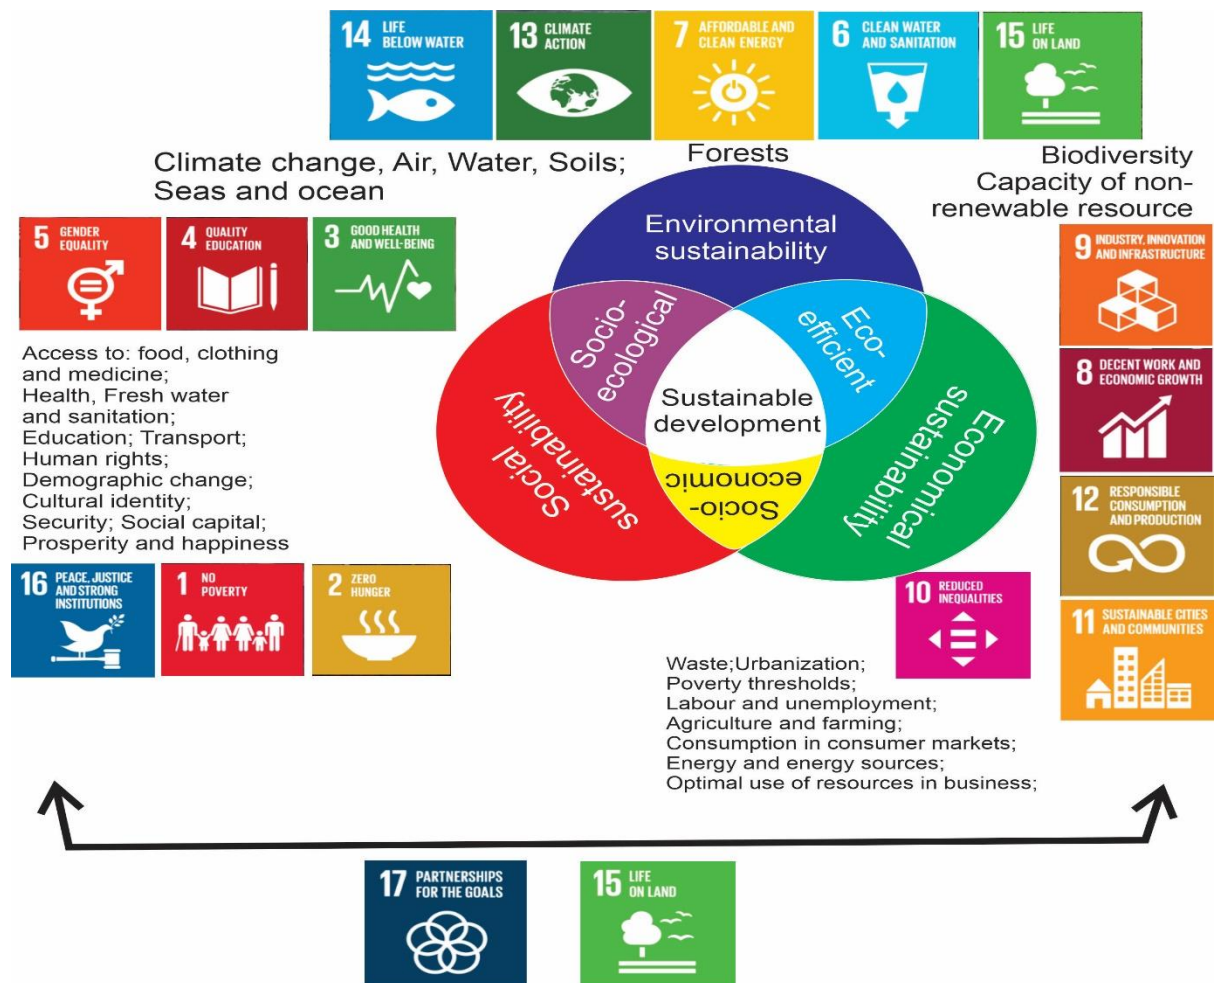 14 LIFE
BELOW WATER
13 CLIMATE
ACTION
7 AFFORDABLE AND
CLEAN ENERGY
6 CLEAN WATER
AND SANITATION
15 LIFE
ON LAND
Climate change, Air, Water, Soils;
Seas and ocean
Forests
Biodiversity
Capacity of non-
renewable resource
5 GENDER
EQUALITY
4 QUALITY
EDUCATION
3 GOOD HEALTH
AND WELL-BEING
Access to: food, clothing
and medicine;
Health, Fresh water
and sanitation;
Education; Transport;
Human rights;
Demographic change;
Cultural identity;
Security; Social capital;
Prosperity and happiness
16 PEACE, JUSTICE
AND STRONG
INSTITUTIONS
1 NO
POVERTY
2 ZERO
HUNGER
Environmental
sustainability
Socio-
ecological
Eco-
efficient
Sustainable
development
Social
sustainability
Socio-
economic
Economical
sustainability
9 INDUSTRY, INNOVATION
AND INFRASTRUCTURE
8 DECENT WORK AND
ECONOMIC GROWTH
12 RESPONSIBLE
CONSUMPTION
AND PRODUCTION
11 SUSTAINABLE CITIES
AND COMMUNITIES
10 REDUCED
INEQUALITIES
Waste;Urbanization;
Poverty thresholds;
Labour and unemployment;
Agriculture and farming;
Consumption in consumer markets;
Energy and energy sources;
Optimal use of resources in business;
17 PARTNERSHIPS
FOR THE GOALS
15 LIFE
ON LAND